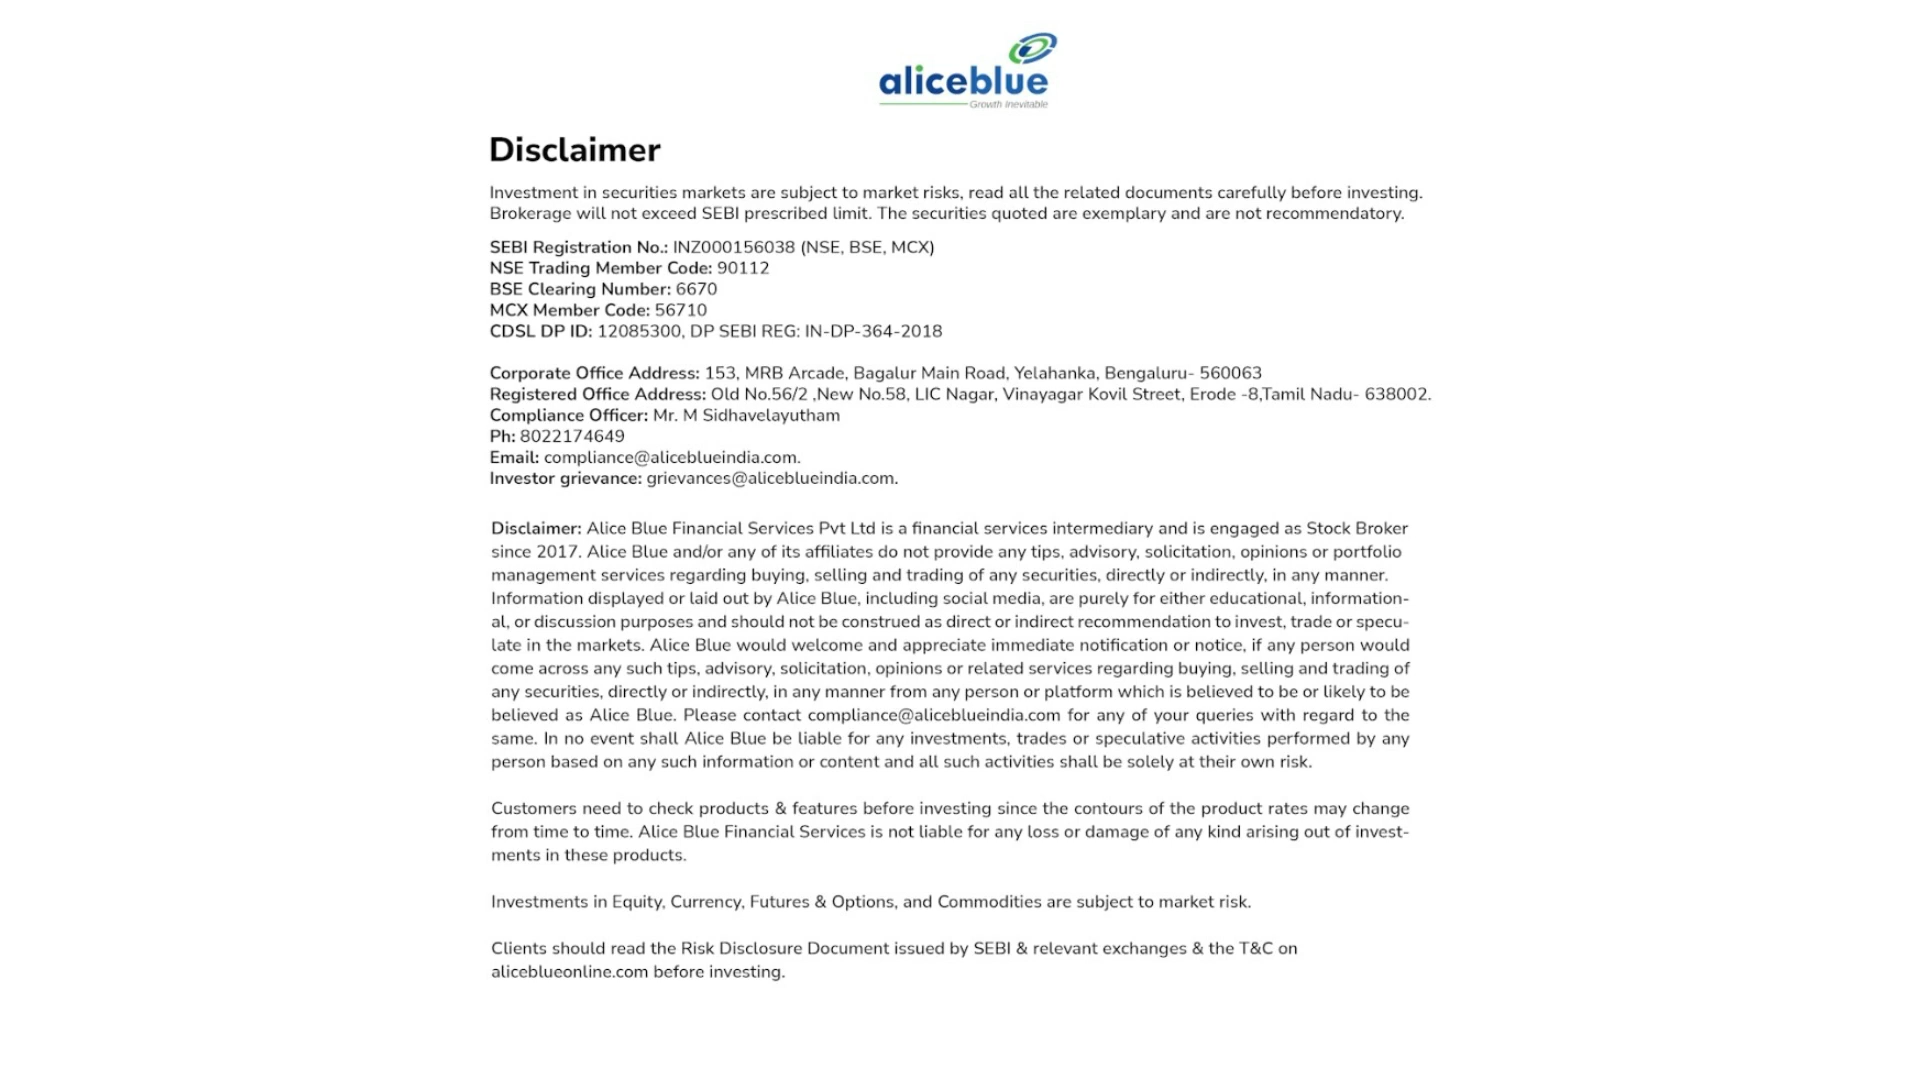 aliceblue
Growth Inevitable
Disclaimer
Investment in securities markets are subject to market risks, read all the related documents carefully before investing.
Brokerage will not exceed SEBI prescribed limit. The securities quoted are exemplary and are not recommendatory.
SEBI Registration No.: INZ000156038 (NSE, BSE, MCX)
NSE Trading Member Code: 90112
BSE Clearing Number: 6670
MCX Member Code: 56710
CDSL DP ID: 12085300, DP SEBI REG: IN-DP-364-2018
Corporate Office Address: 153, MRB Arcade, Bagalur Main Road, Yelahanka, Bengaluru- 560063
Registered Office Address: Old No.56/2 ,New No.58, LIC Nagar, Vinayagar Kovil Street, Erode -8,Tamil Nadu- 638002.
Compliance Officer: Mr. M Sidhavelayutham
Ph: 8022174649
Email: compliance@aliceblueindia.com.
Investor grievance: grievances@aliceblueindia.com.
Disclaimer: Alice Blue Financial Services Pvt Ltd is a financial services intermediary and is engaged as Stock Broker
since 2017. Alice Blue and/or any of its affiliates do not provide any tips, advisory, solicitation, opinions or portfolio
management services regarding buying, selling and trading of any securities, directly or indirectly, in any manner.
Information displayed or laid out by Alice Blue, including social media, are purely for either educational, information-
al, or discussion purposes and should not be construed as direct or indirect recommendation to invest, trade or specu-
late in the markets. Alice Blue would welcome and appreciate immediate notification or notice, if any person would
come across any such tips, advisory, solicitation, opinions or related services regarding buying, selling and trading of
any securities, directly or indirectly, in any manner from any person or platform which is believed to be or likely to be
believed as Alice Blue. Please contact compliance@aliceblueindia.com for any of your queries with regard to the
same. In no event shall Alice Blue be liable for any investments, trades or speculative activities performed by any
person based on any such information or content and all such activities shall be solely at their own risk.
Customers need to check products & features before investing since the contours of the product rates may change
from time to time. Alice Blue Financial Services is not liable for any loss or damage of any kind arising out of invest-
ments in these products.
Investments in Equity, Currency, Futures & Options, and Commodities are subject to market risk.
Clients should read the Risk Disclosure Document issued by SEBI & relevant exchanges & the T&C on
aliceblueonline.com before investing.